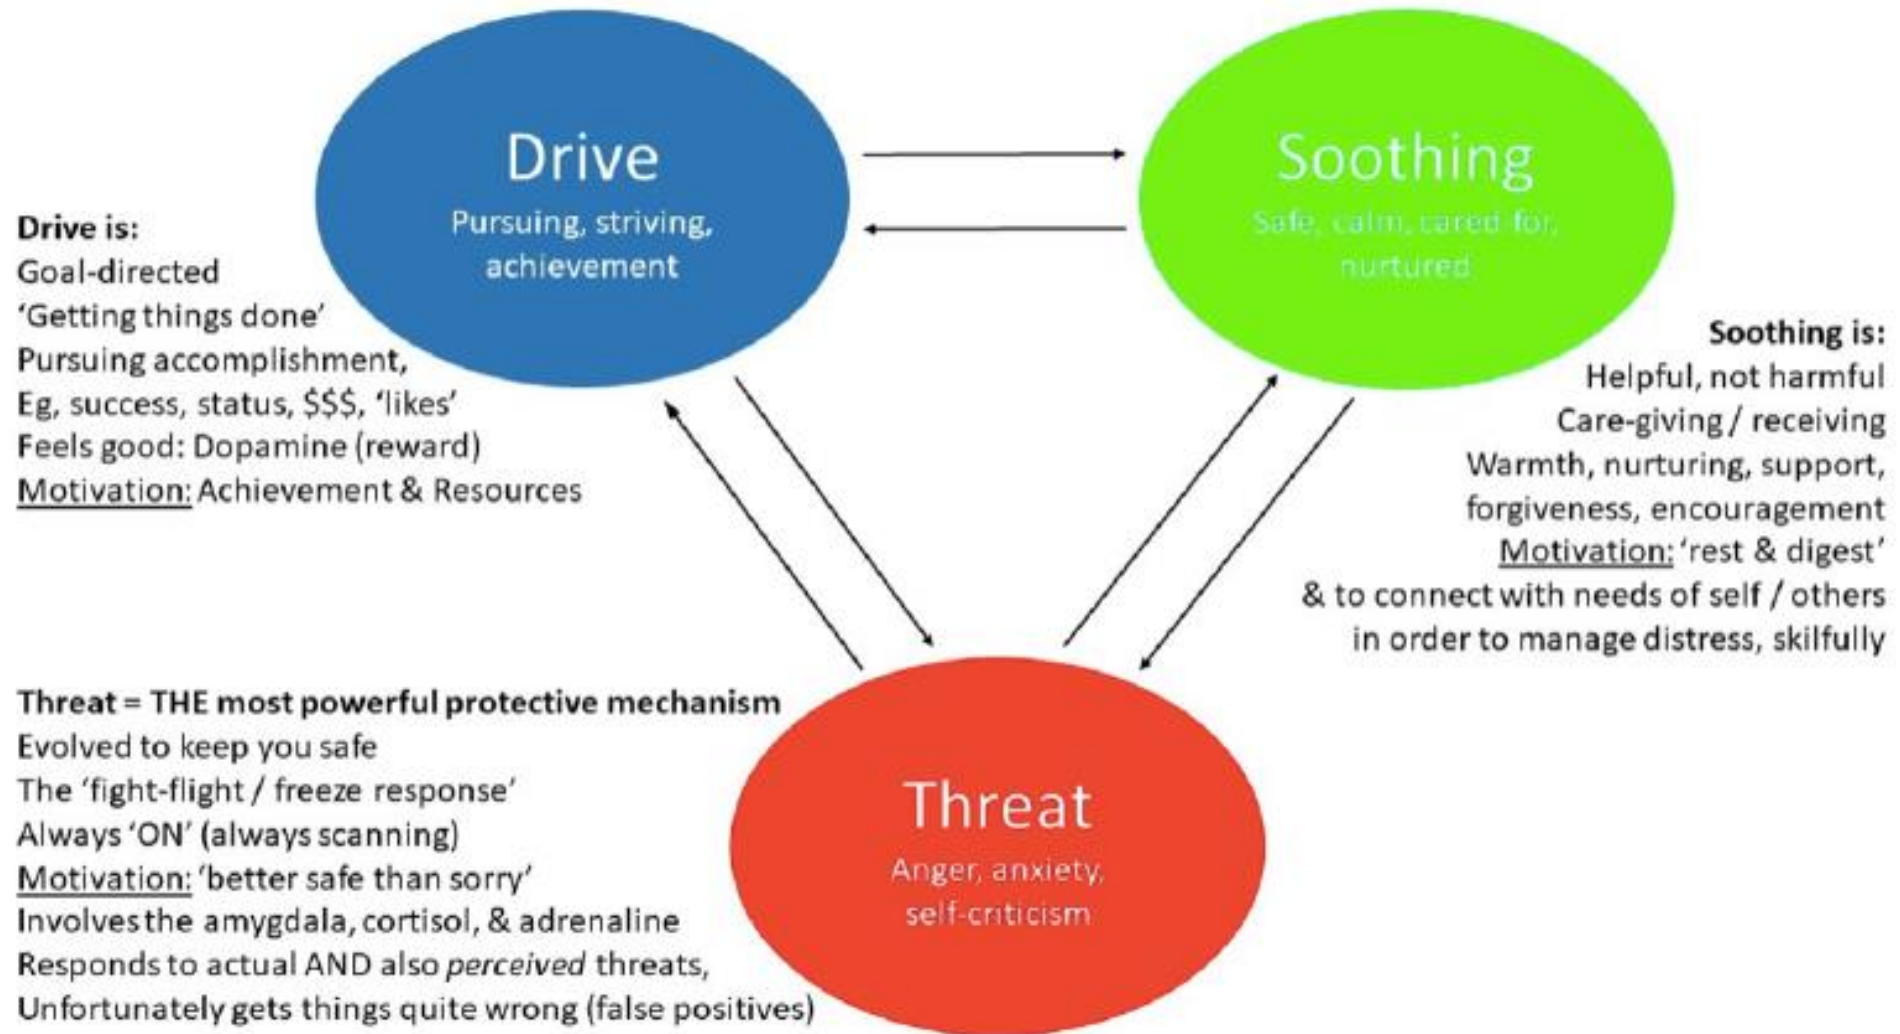 Drive
Pursuing, striving,
achievement
Soothing
Safe, calm, cared-for,
nurtured
Drive is:
Goal-directed
‘Getting things done’
Pursuing accomplishment,
Eg, success, status, $$$, ‘likes’
Feels good: Dopamine (reward)
Motivation: Achievement & Resources
Soothing is:
Helpful, not harmful
Care-giving / receiving
Warmth, nurturing, support,
forgiveness, encouragement
Motivation: ‘rest & digest’
& to connect with needs of self / others
in order to manage distress, skilfully
Threat = THE most powerful protective mechanism
Evolved to keep you safe
The ‘fight-flight / freeze response’
Always ‘ON’ (always scanning)
Motivation: ‘better safe than sorry’
Involves the amygdala, cortisol, & adrenaline
Responds to actual AND also perceived threats,
Unfortunately gets things quite wrong (false positives)
Threat
Anger, anxiety,
self-criticism